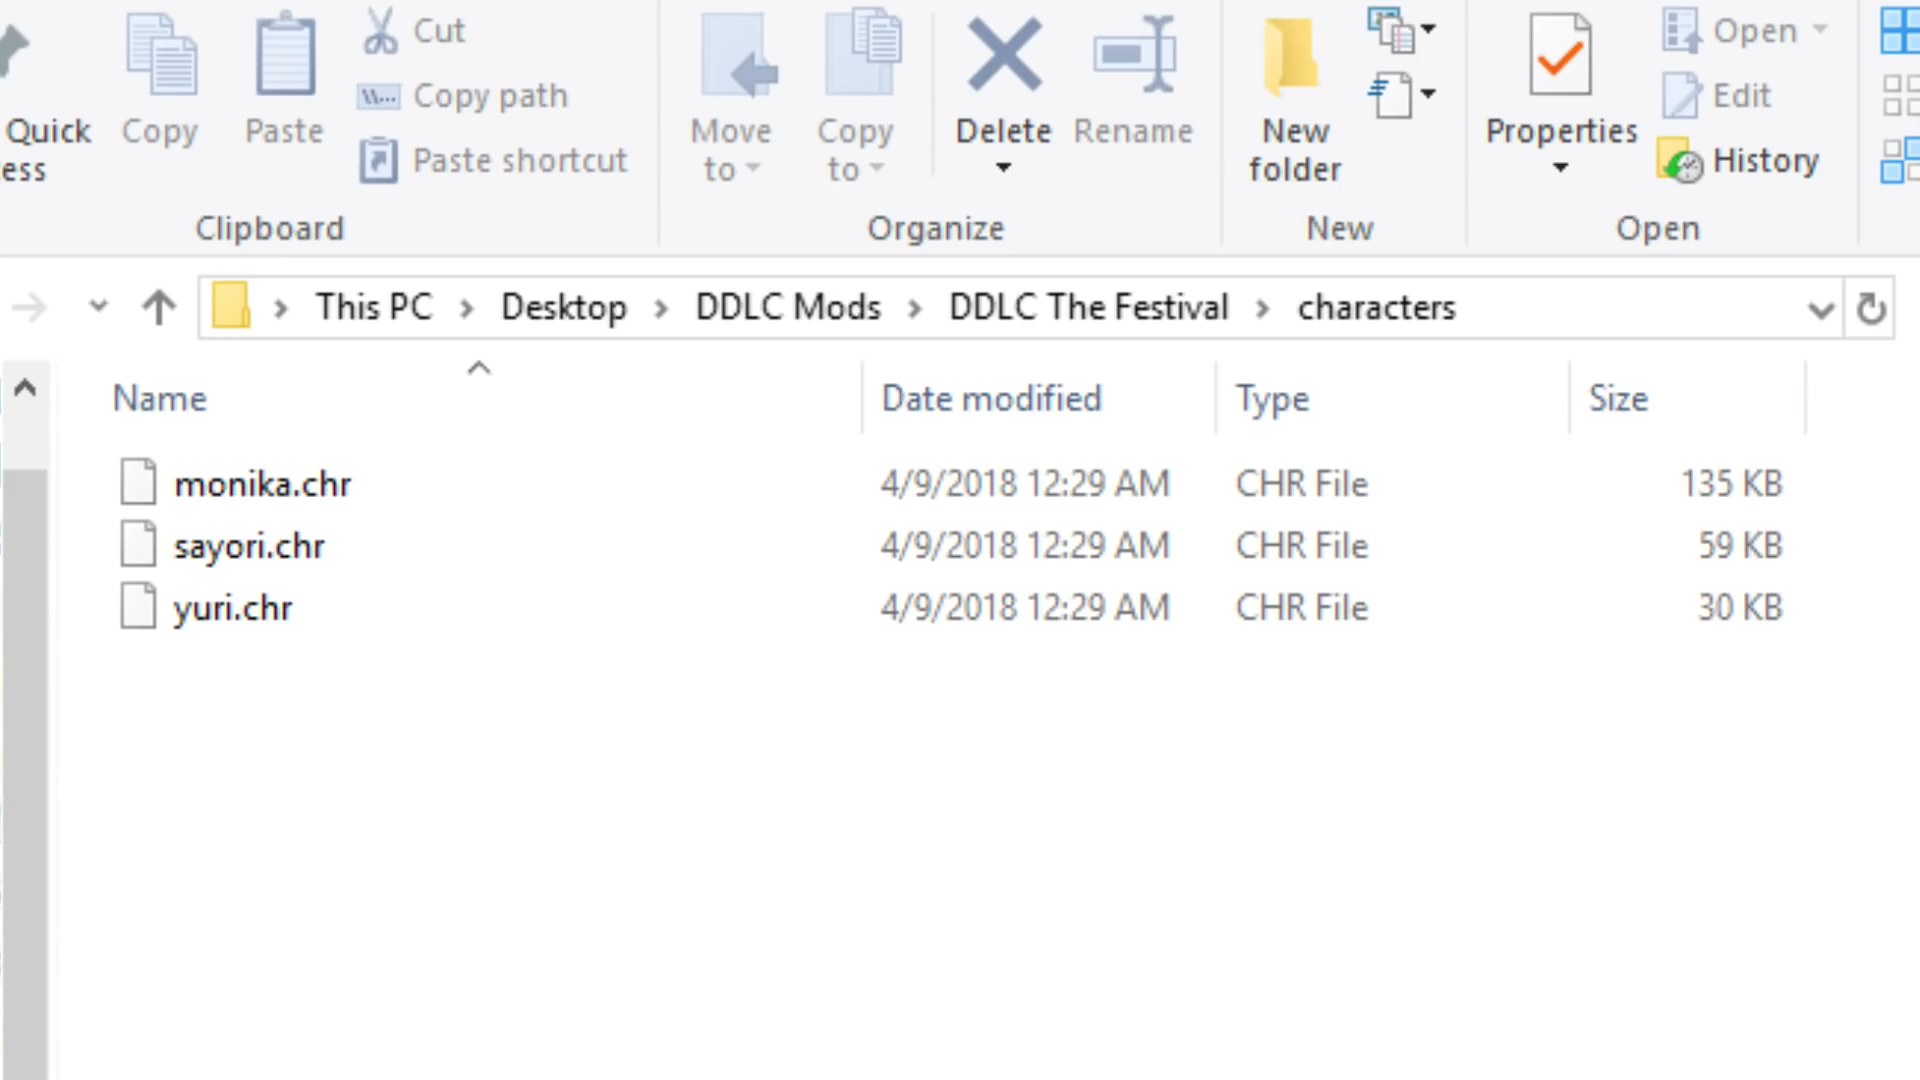 Quick
ess
Copy
Paste
Cut
Copy path
Paste shortcut
Clipboard
Move
to
Copy
to
Delete
Rename
Organize
New
folder
New
Properties
Open
Edit
History
Open
This PC > Desktop > DDLC Mods > DDLC The Festival > characters
Name Date modified Type Size
monika.chr 4/9/2018 12:29 AM CHR File 135 KB
sayori.chr 4/9/2018 12:29 AM CHR File 59 KB
yuri.chr 4/9/2018 12:29 AM CHR File 30 KB